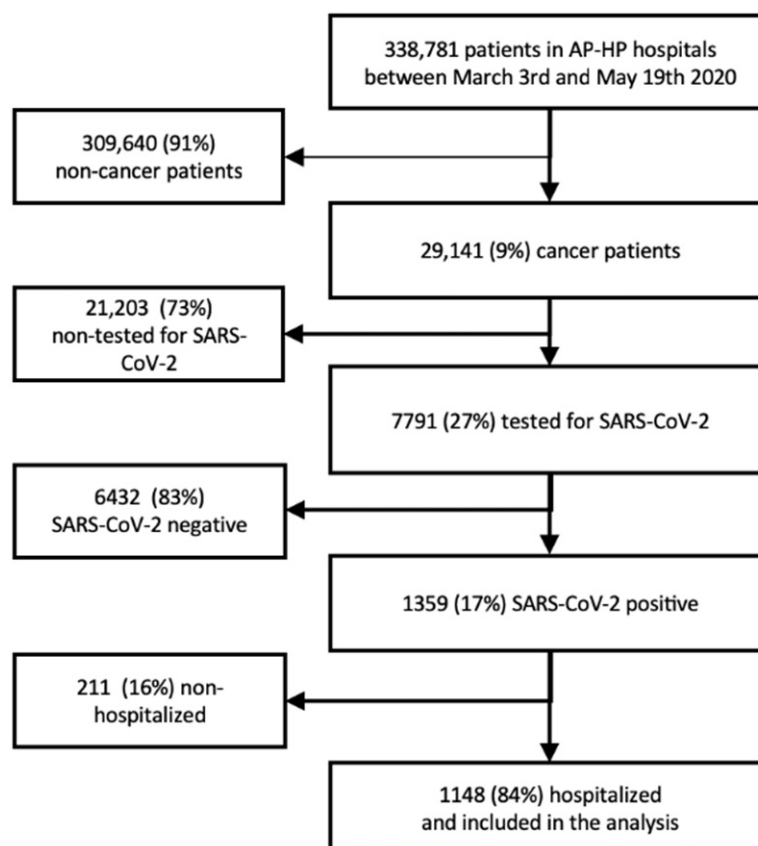 338,781 patients in AP-HP hospitals
between March 3rd and May 19th 2020
309,640 (91%)
non-cancer patients
29,141 (9%) cancer patients
21,203 (73%)
non-tested for SARS-
CoV-2
7791 (27%) tested for SARS-CoV-2
6432 (83%)
SARS-CoV-2 negative
1359 (17%) SARS-CoV-2 positive
211 (16%) non-
hospitalized
1148 (84%) hospitalized
and included in the analysis